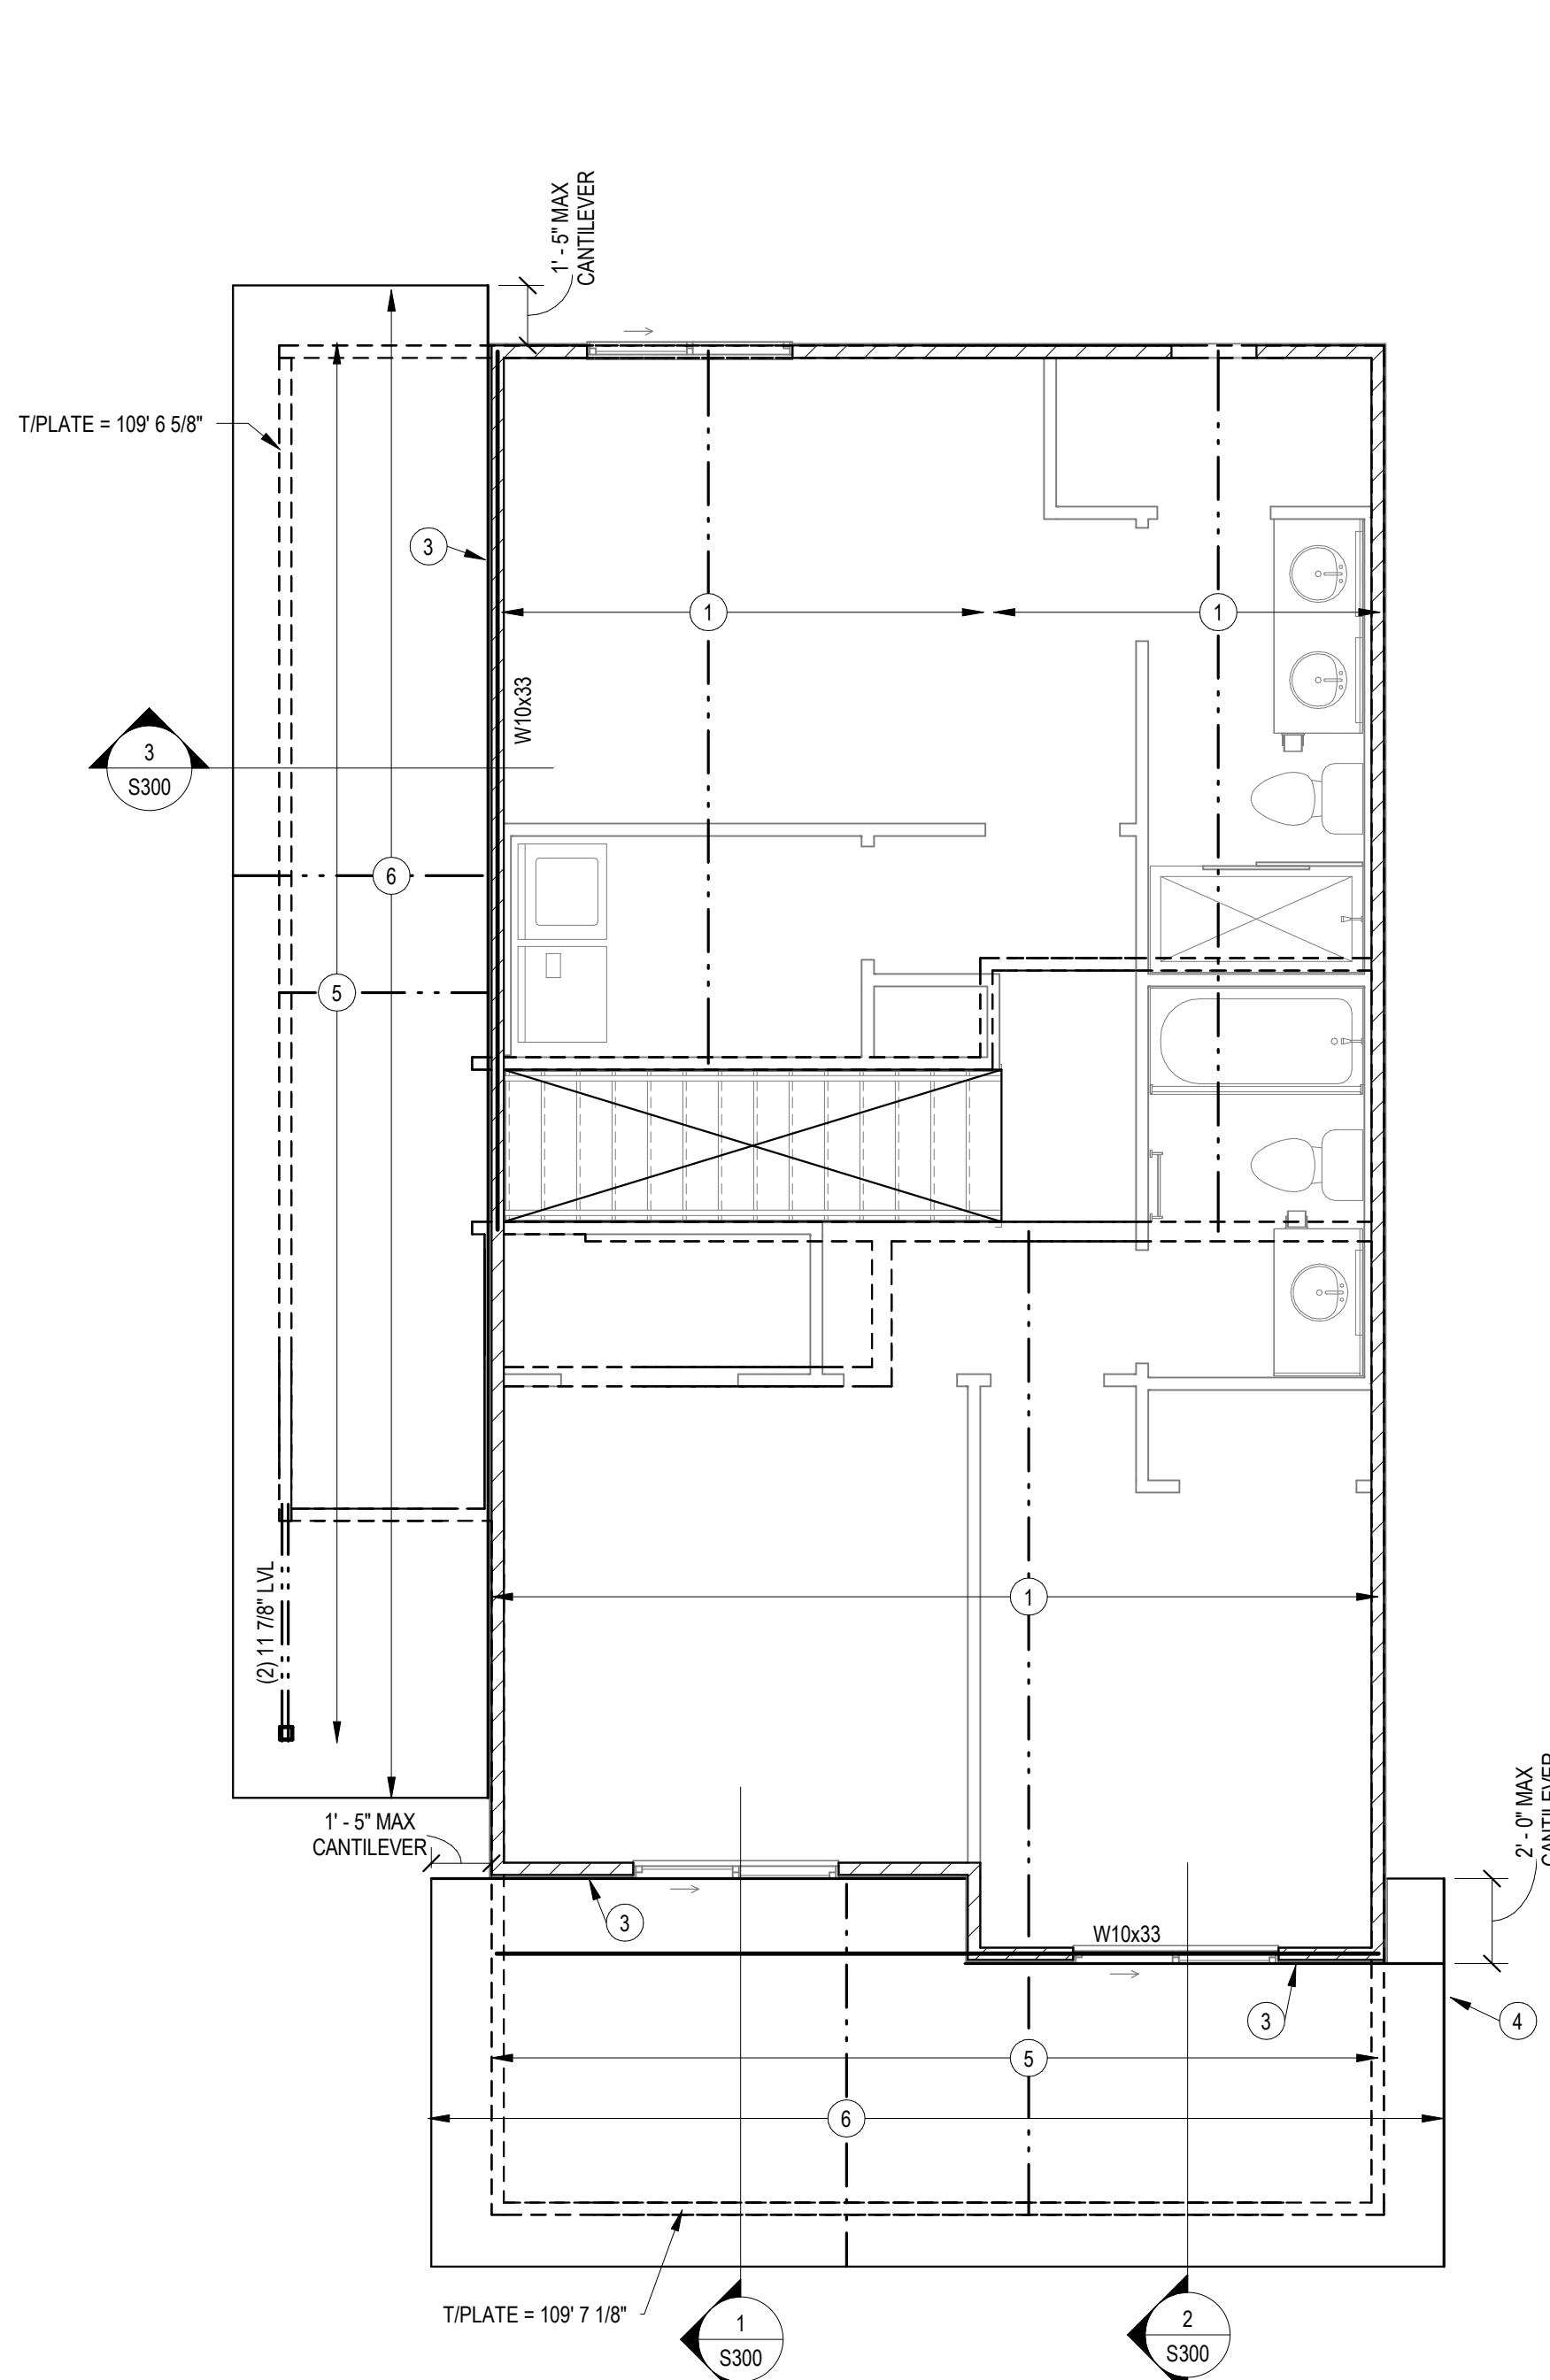 1' - 5" MAX
CANTILEVER
T/PLATE = 109' 6 5/8"
3
1
1
W10x33
3
S300
6
5
1
(2) 11 7/8" LVL
1' - 5" MAX
CANTILEVER
2' - 0" MAX
CANTILEVER
3
W10x33
3
4
5
6
T/PLATE = 109' 7 1/8"
1
S300
2
S300